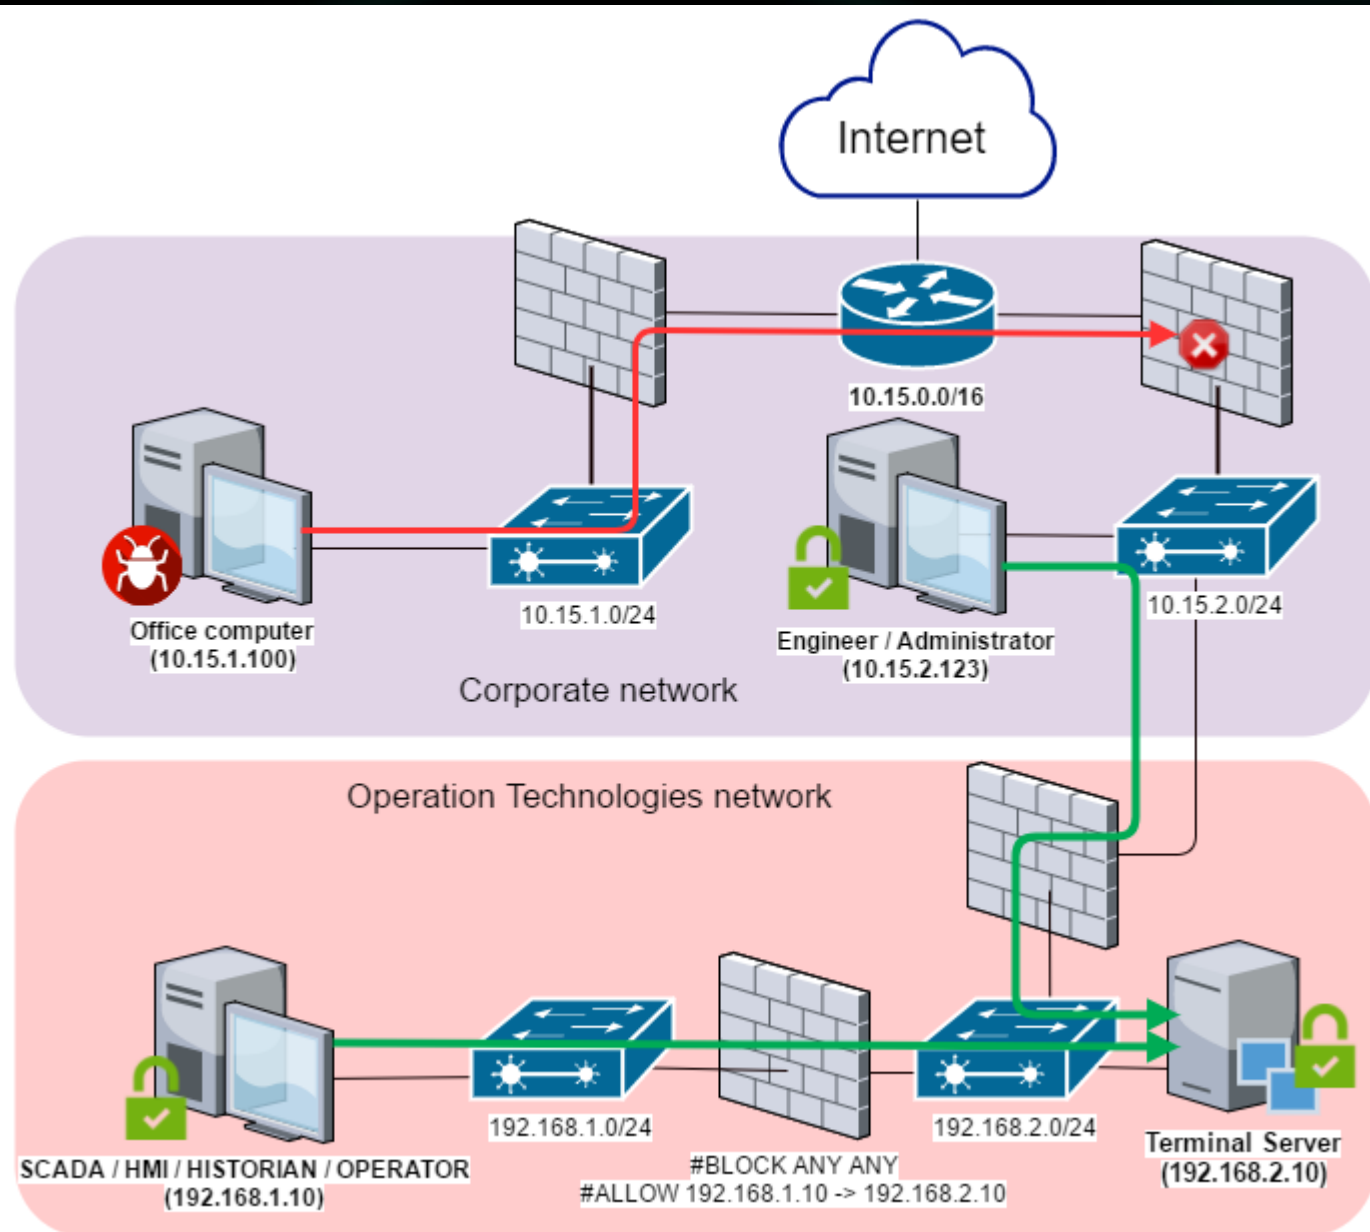 Internet
10.15.0.0/16
10.15.1.0/24
10.15.2.0/24
Office computer
(10.15.1.100)
Engineer / Administrator
(10.15.2.123)
Corporate network
Operation Technologies network
192.168.1.0/24
192.168.2.0/24
SCADA / HMI / HISTORIAN / OPERATOR
(192.168.1.10)
#BLOCK ANY ANY
#ALLOW 192.168.1.10 -> 192.168.2.10
Terminal Server
(192.168.2.10)